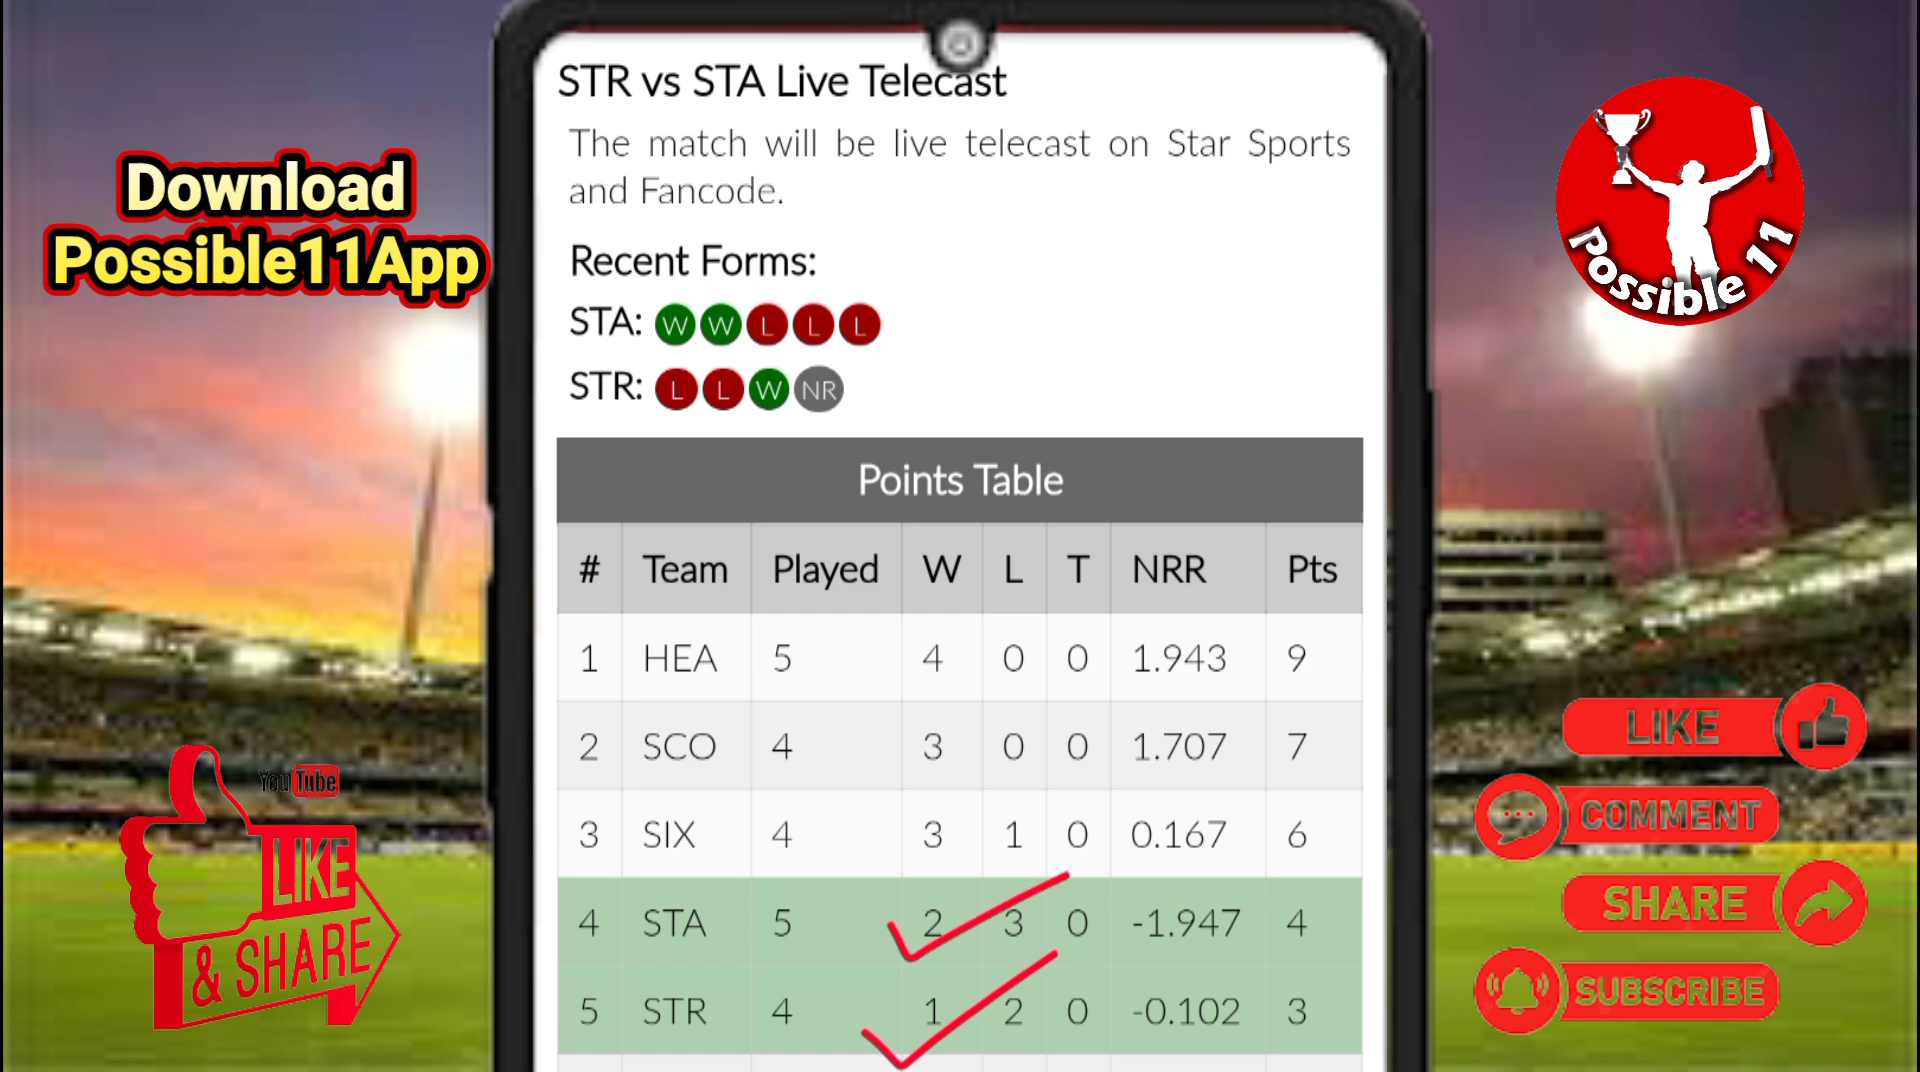 STR vs STA Live Telecast
The match will be live telecast on Star Sports
and Fancode.
Recent Forms:
STA: W W L L L
STR: L L W NR
Points Table
# Team Played W L T NRR Pts
1 HEA 5 4 0 0 1.943 9
2 SCO 4 3 0 0 1.707 7
3 SIX 4 3 1 0 0.167 6
4 STA 5 2 3 0 -1.947 4
5 STR 4 1 2 0 -0.102 3
Download
Possible11App
YouTube
LIKE
& SHARE
Possible 11
LIKE
COMMENT
SHARE
SUBSCRIBE